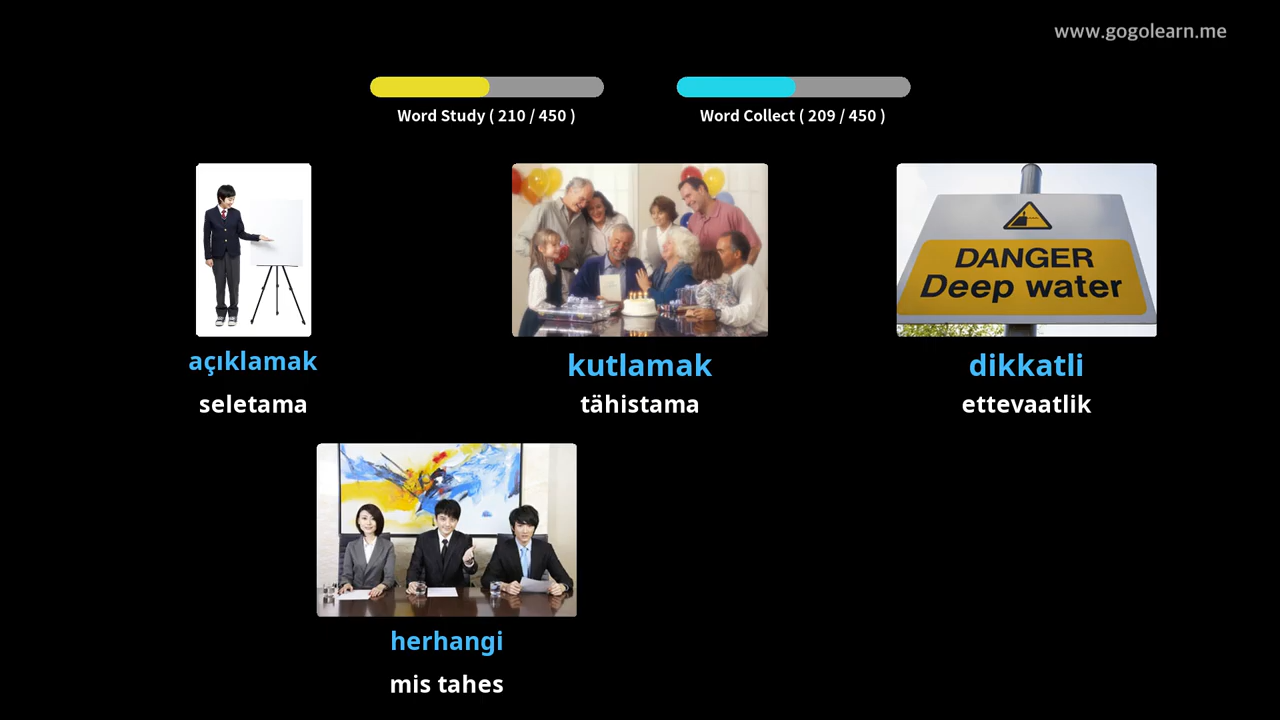 www.gogolearn.me
Word Study ( 210 / 450 )
Word Collect ( 209 / 450 )
DANGER
Deep water
açıklamak
kutlamak
dikkatli
seletama
tähistama
ettevaatlik
herhangi
mis tahes